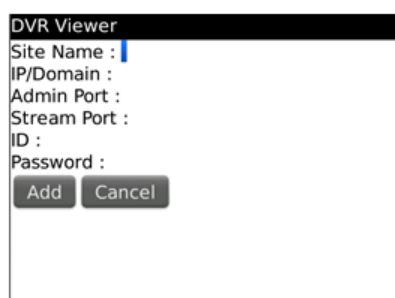 DVR Viewer
Site Name :
IP/Domain :
Admin Port :
Stream Port :
ID :
Password :
Add Cancel